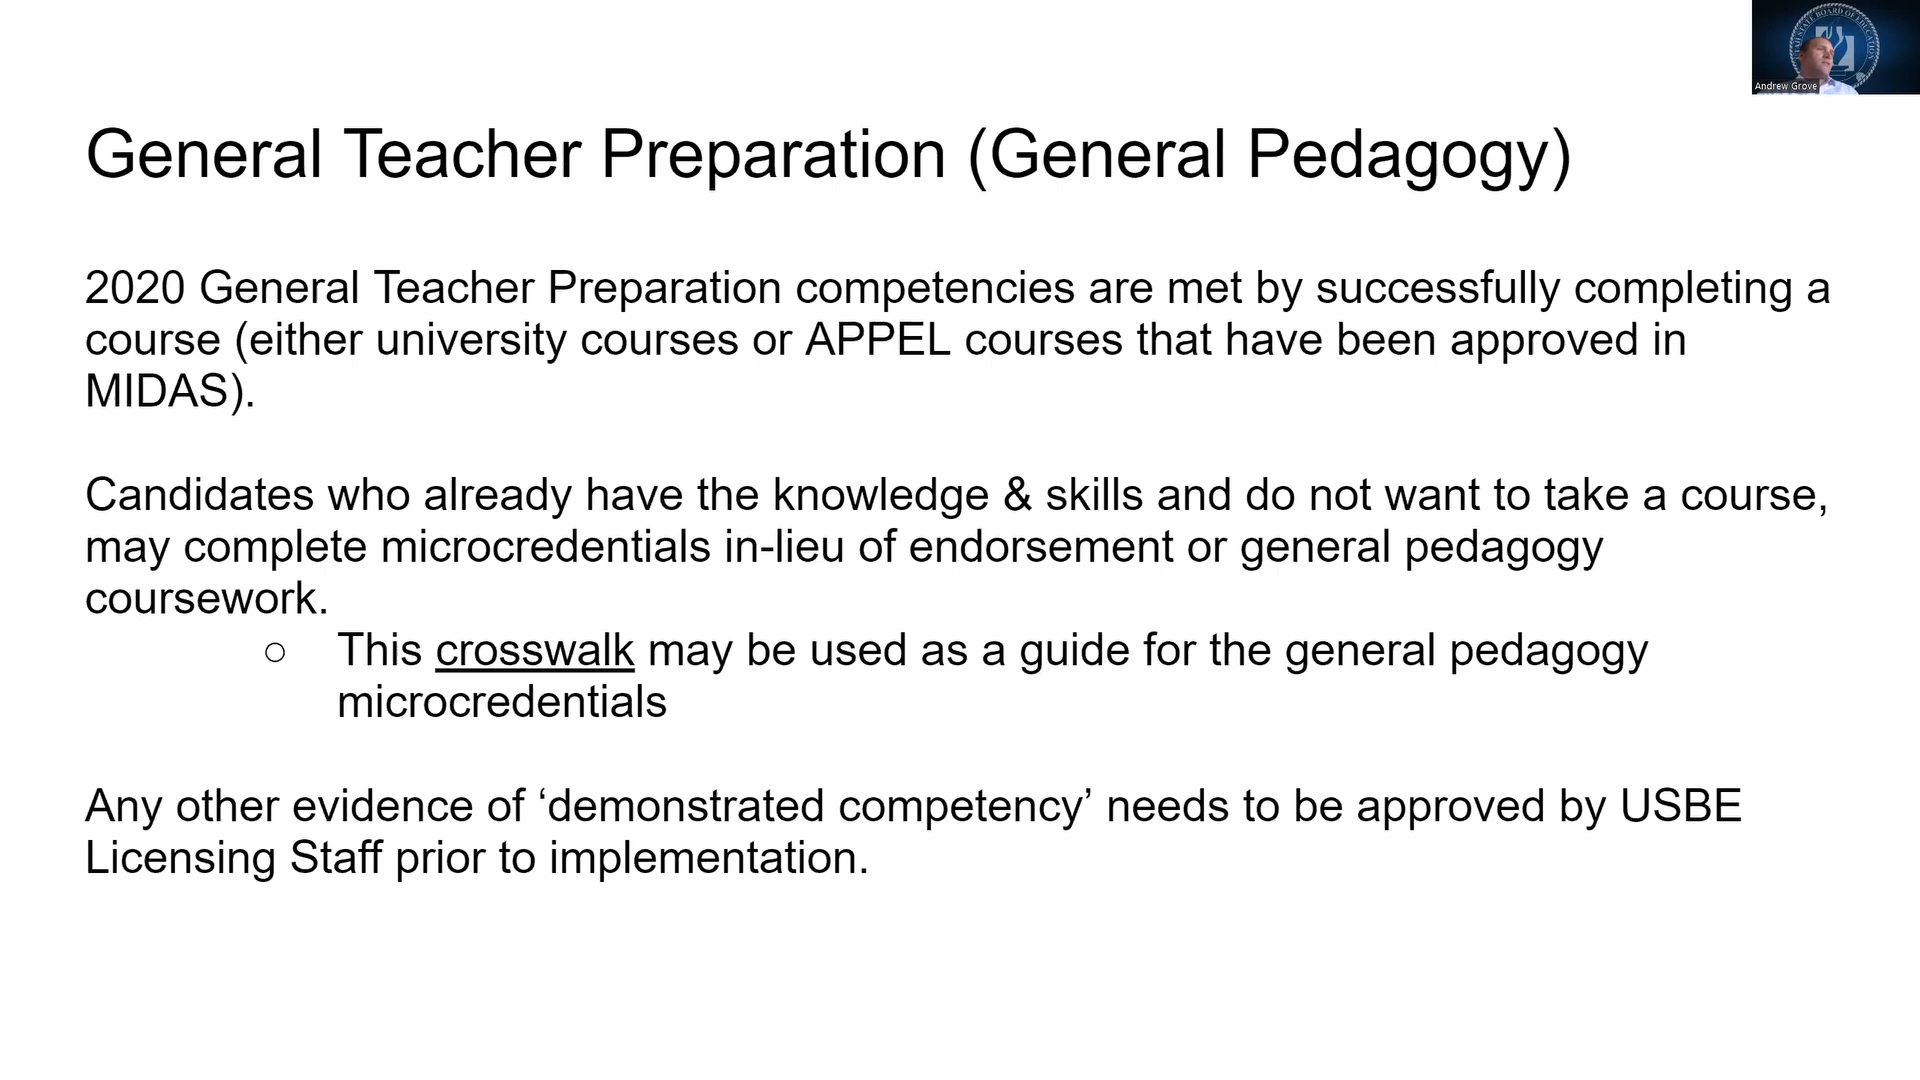 STATE BOARD OF EDUCATION
Andrew Grove
General Teacher Preparation (General Pedagogy)
2020 General Teacher Preparation competencies are met by successfully completing a
course (either university courses or APPEL courses that have been approved in
MIDAS).
Candidates who already have the knowledge & skills and do not want to take a course,
may complete microcredentials in-lieu of endorsement or general pedagogy
coursework.
○ This crosswalk may be used as a guide for the general pedagogy
microcredentials
Any other evidence of ‘demonstrated competency’ needs to be approved by USBE
Licensing Staff prior to implementation.